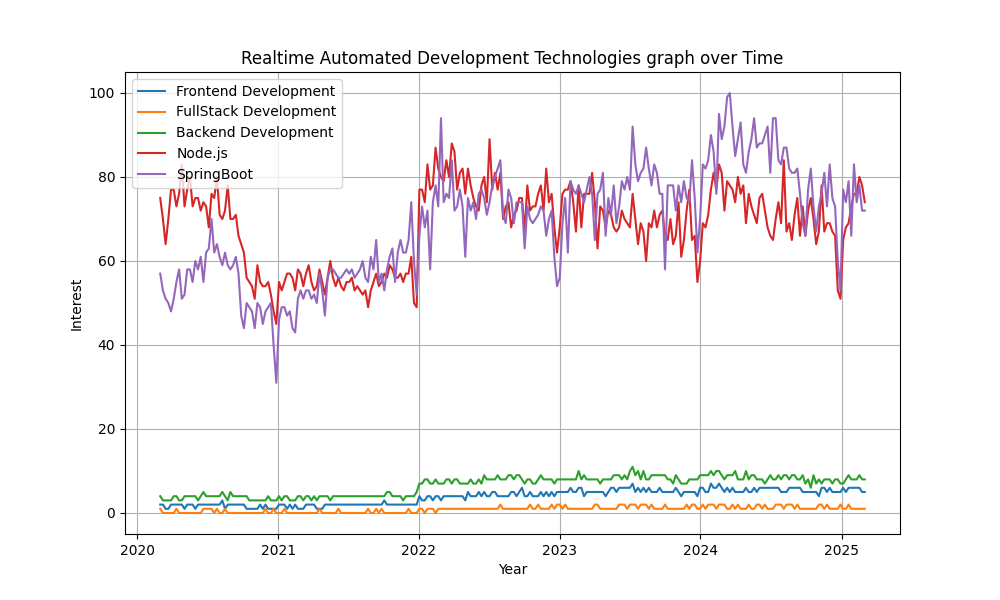 Realtime Automated Development Technologies graph over Time
Frontend Development
FullStack Development
Backend Development
Node.js
SpringBoot
100
80
60
40
20
0
Interest
2020 2021 2022 2023 2024 2025
Year